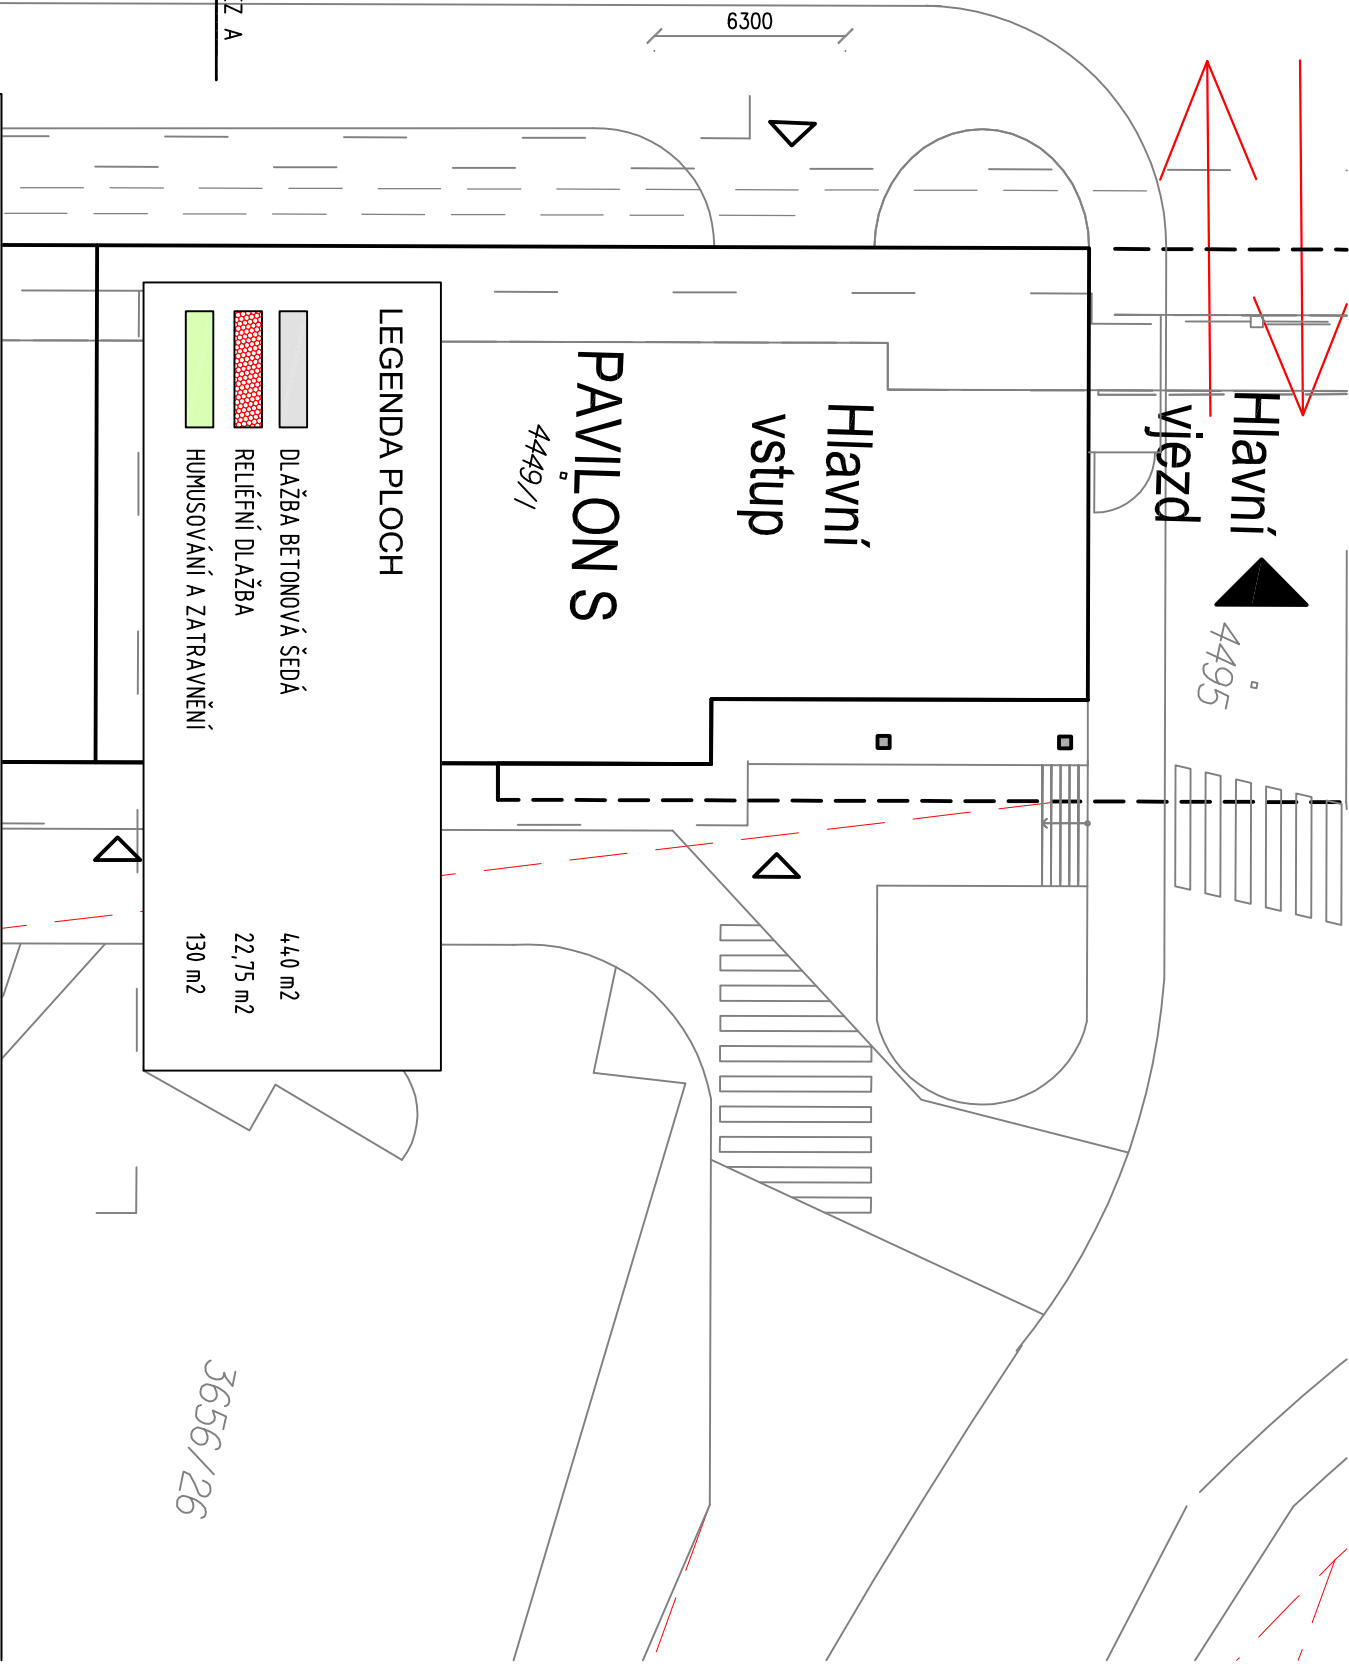 6300
Z A
Hlavní
vjezd
4495
Hlavní
vstup
PAVILON S
4449/1
LEGENDA PLOCH
DLAŽBA BETONOVÁ ŠEDÁ 440 m2
RELIÉFNÍ DLAŽBA 22,75 m2
HUMUSOVÁNÍ A ZATRAVNĚNÍ 130 m2
3656/26